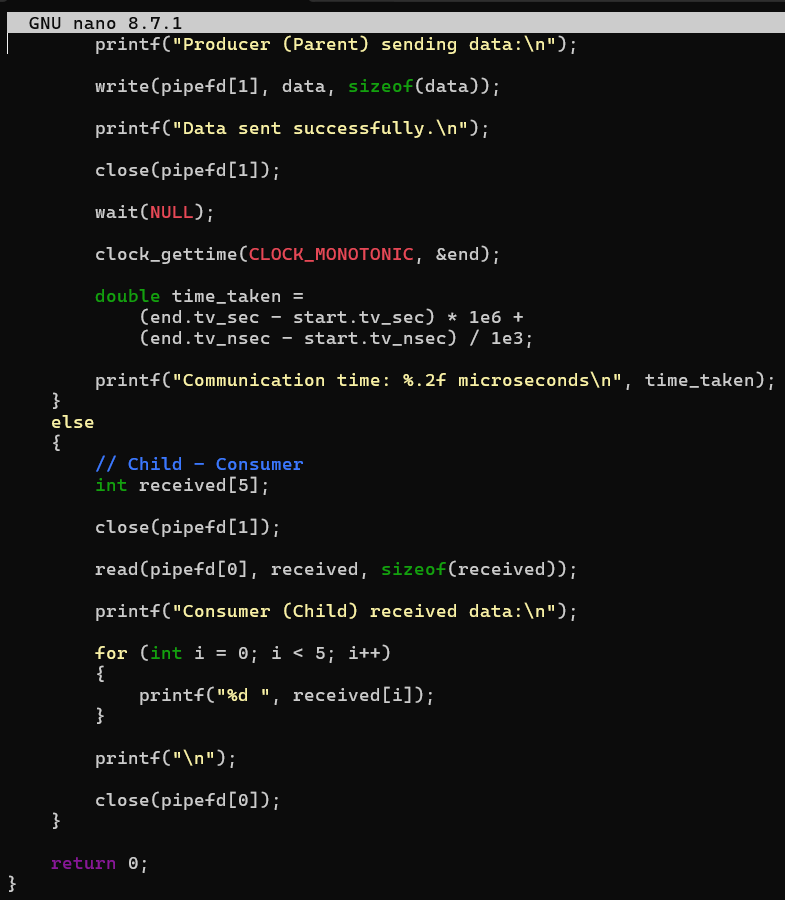 GNU nano 8.7.1
        printf("Producer (Parent) sending data:\n");

        write(pipefd[1], data, sizeof(data));

        printf("Data sent successfully.\n");

        close(pipefd[1]);

        wait(NULL);

        clock_gettime(CLOCK_MONOTONIC, &end);

        double time_taken =
            (end.tv_sec - start.tv_sec) * 1e6 +
            (end.tv_nsec - start.tv_nsec) / 1e3;

        printf("Communication time: %.2f microseconds\n", time_taken);
    }
    else
    {
        // Child - Consumer
        int received[5];

        close(pipefd[1]);

        read(pipefd[0], received, sizeof(received));

        printf("Consumer (Child) received data:\n");

        for (int i = 0; i < 5; i++)
        {
            printf("%d ", received[i]);
        }

        printf("\n");

        close(pipefd[0]);
    }

    return 0;
}